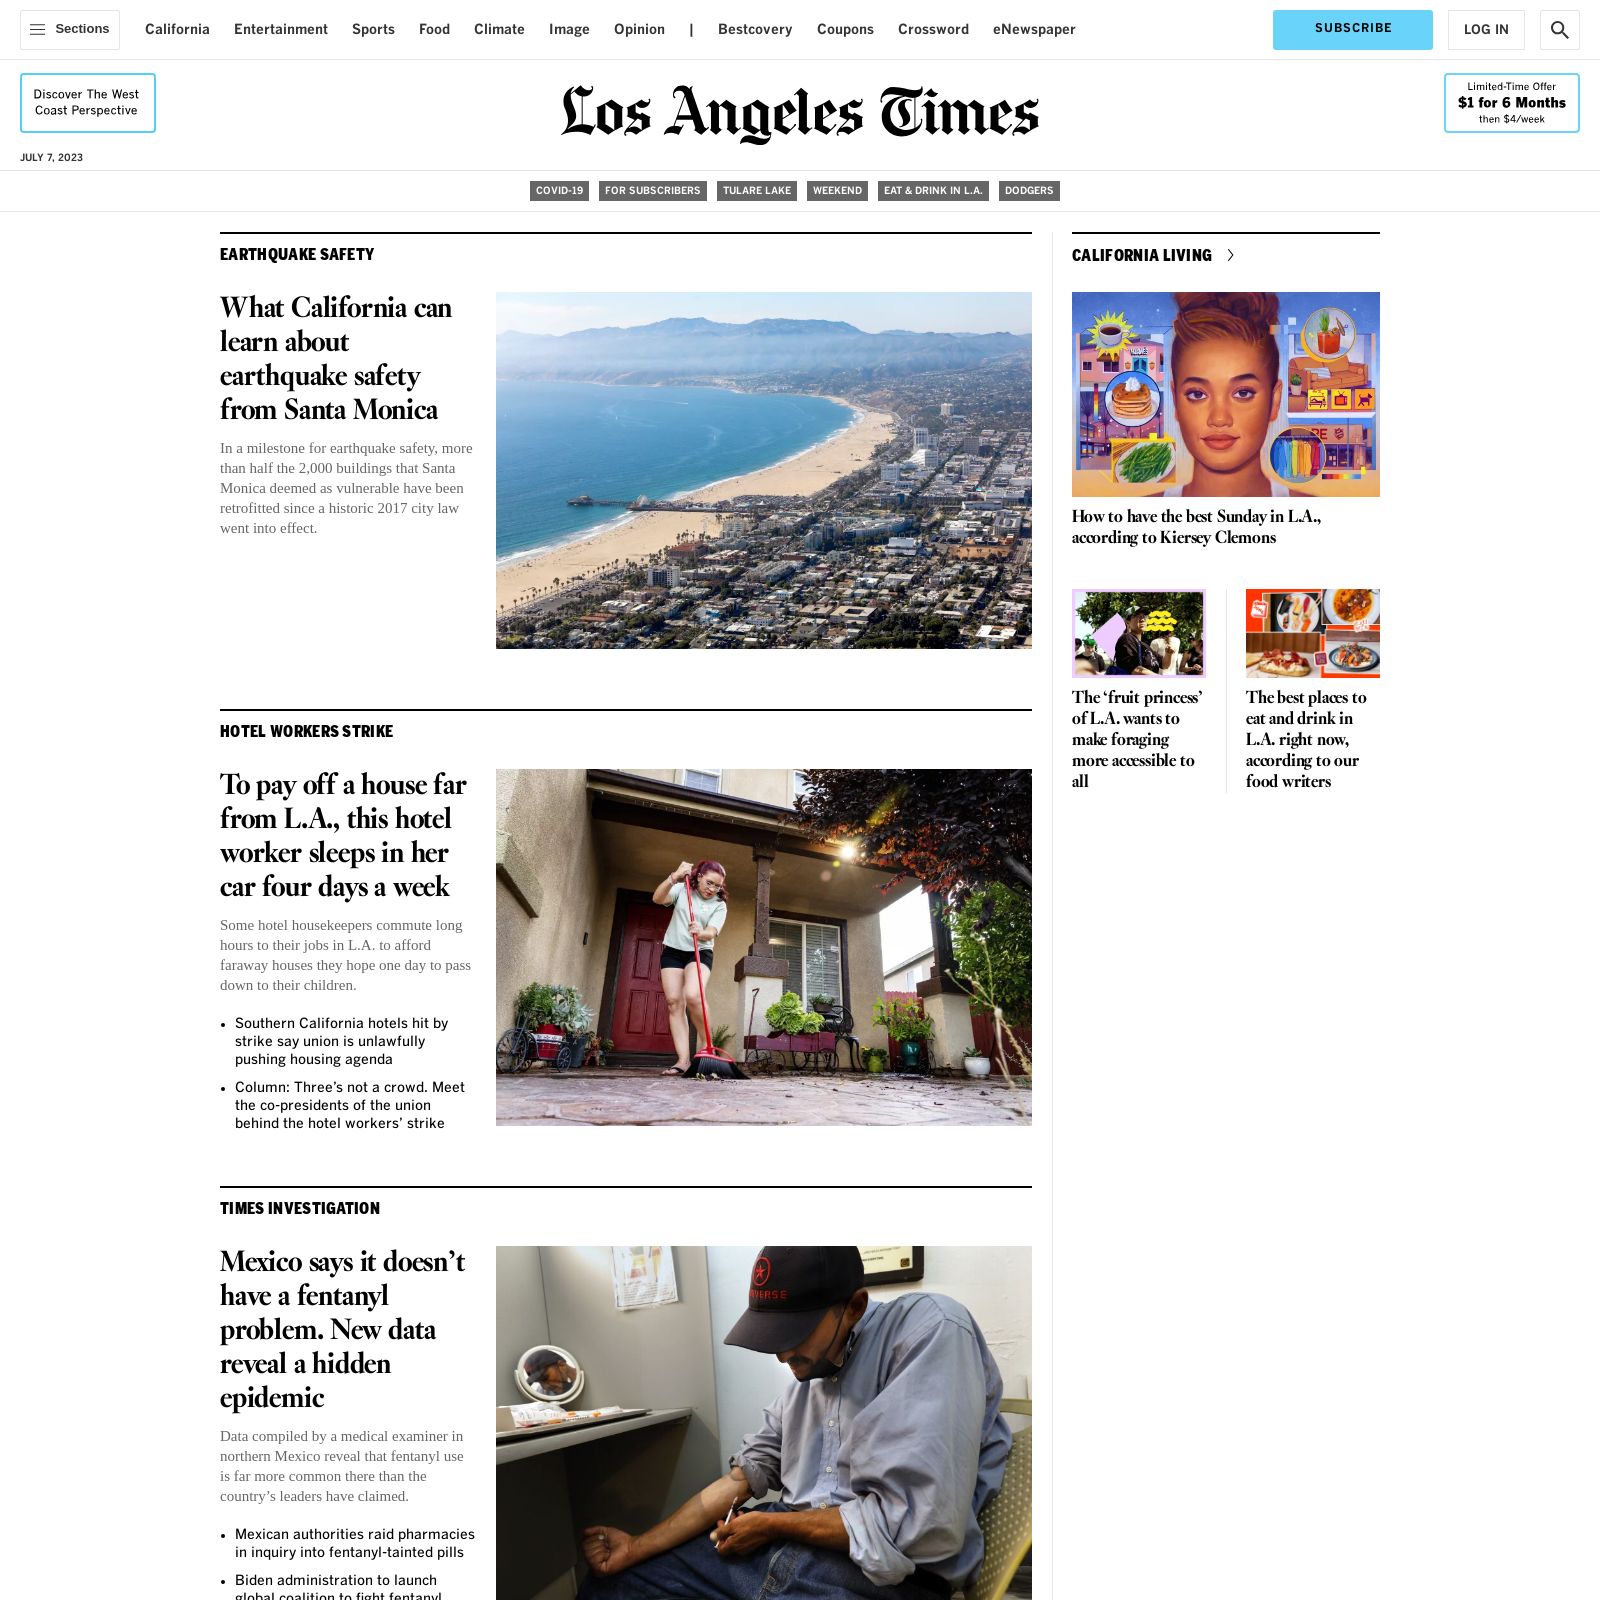 Sections
California
Entertainment
Sports
Food
Climate
Image
Opinion
|
Bestcovery
Coupons
Crossword
eNewspaper
SUBSCRIBE
LOG IN
Discover The West
Coast Perspective
Los Angeles Times
Limited-Time Offer
$1 for 6 Months
then $4/week
JULY 7, 2023
COVID-19
FOR SUBSCRIBERS
TULARE LAKE
WEEKEND
EAT & DRINK IN L.A.
DODGERS
EARTHQUAKE SAFETY
What California can
learn about
earthquake safety
from Santa Monica
In a milestone for earthquake safety, more
than half the 2,000 buildings that Santa
Monica deemed as vulnerable have been
retrofitted since a historic 2017 city law
went into effect.
HOTEL WORKERS STRIKE
To pay off a house far
from L.A., this hotel
worker sleeps in her
car four days a week
Some hotel housekeepers commute long
hours to their jobs in L.A. to afford
faraway houses they hope one day to pass
down to their children.
• Southern California hotels hit by
strike say union is unlawfully
pushing housing agenda
• Column: Three’s not a crowd. Meet
the co-presidents of the union
behind the hotel workers’ strike
TIMES INVESTIGATION
Mexico says it doesn’t
have a fentanyl
problem. New data
reveal a hidden
epidemic
Data compiled by a medical examiner in
northern Mexico reveal that fentanyl use
is far more common there than the
country’s leaders have claimed.
• Mexican authorities raid pharmacies
in inquiry into fentanyl-tainted pills
• Biden administration to launch
global coalition to fight fentanyl
CALIFORNIA LIVING
How to have the best Sunday in L.A.,
according to Kiersey Clemons
The ‘fruit princess’
of L.A. wants to
make foraging
more accessible to
all
The best places to
eat and drink in
L.A. right now,
according to our
food writers